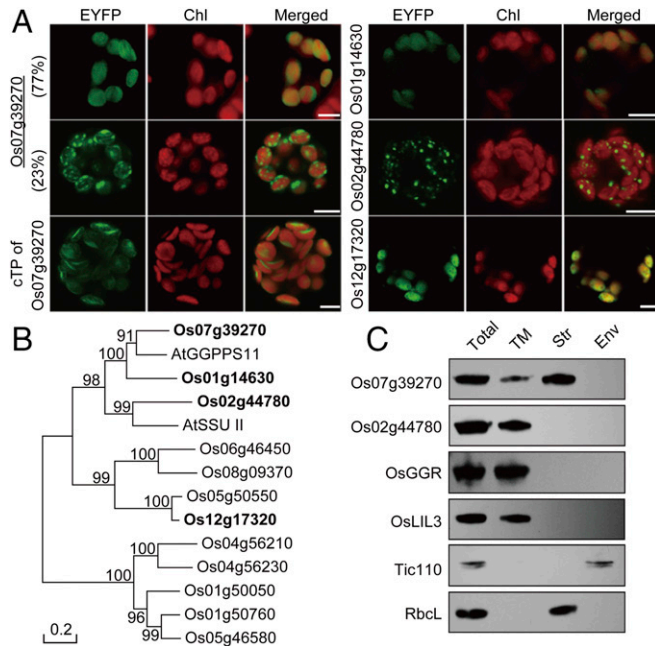 A
EYFP Chl Merged
EYFP Chl Merged
Os07g39270
(77%)
(23%)
cTP of
Os07g39270
Os01g14630
Os02g44780
Os12g17320
B
91 Os07g39270
100 AtGGPPS11
98 Os01g14630
99 Os02g44780
AtSSU II
100 Os06g46450
99 Os08g09370
Os05g50550
100 Os12g17320
100 Os04g56210
Os04g56230
100 Os01g50050
96 Os01g50760
99 Os05g46580
0.2
C
Total TM Str Env
Os07g39270
Os02g44780
OsGGR
OsLIL3
Tic110
RbcL